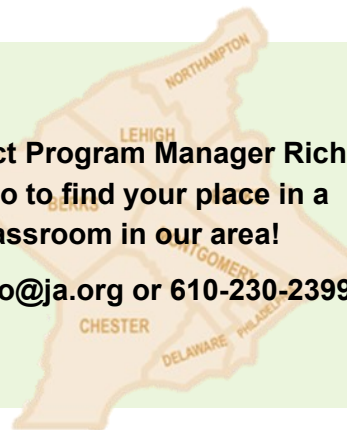 NORTHAMPTON
LEHIGH
ct Program Manager Rich
o to find your place in a
BERKS
assroom in our area!
MONTGOMERY
o@ja.org or 610-230-2399
CHESTER
PHILADEL
DELAWARE